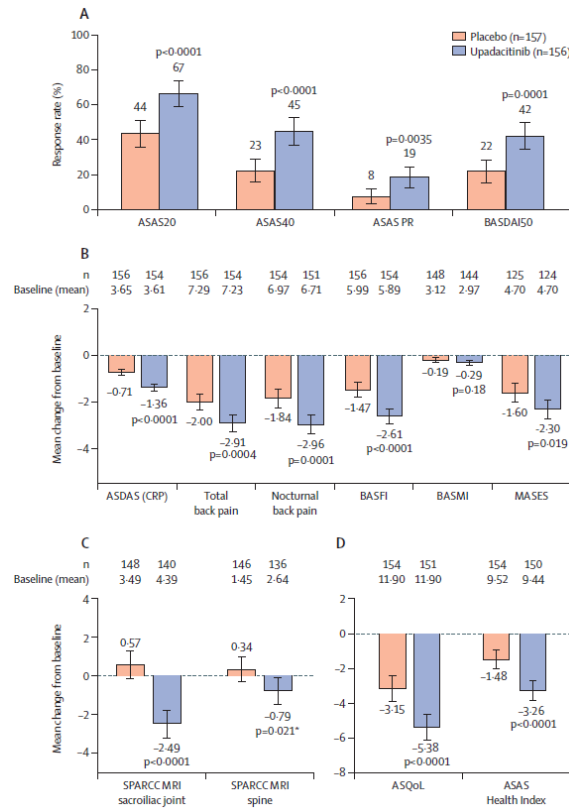 A
Placebo (n=157)
Upadacitinib (n=156)
Response rate (%)
100
80
60
40
20
0
p<0·0001
44 67
p<0·0001
23 45
p=0·0035
8 19
p=0·0001
22 42
ASAS20 ASAS40 ASAS PR BASDAI50
B
n 156 154 156 154 154 151 156 154 148 144 125 124
Baseline (mean) 3·65 3·61 7·29 7·23 6·97 6·71 5·99 5·89 3·12 2·97 4·70 4·70
Mean change from baseline
2
0
−2
−4
−0·71 −1·36
p<0·0001
−2·00 −2·91
p=0·0004
−1·84 −2·96
p=0·0001
−1·47 −2·61
p<0·0001
−0·19 −0·29
p=0·18
−1·60 −2·30
p=0·019
ASDAS (CRP) Total Nocturnal BASFI BASMI MASES
back pain back pain
C
n 148 140 146 136
Baseline (mean) 3·49 4·39 1·45 2·64
Mean change from baseline
4
2
0
−2
−4
0·57 −2·49
p<0·0001
0·34 −0·79
p=0·021*
SPARCC MRI SPARCC MRI
sacroiliac joint spine
D
154 151 154 150
11·90 11·90 9·52 9·44
2
0
−2
−4
−6
−8
−3·15 −5·38
p<0·0001
−1·48 −3·26
p<0·0001
ASQoL ASAS
Health Index